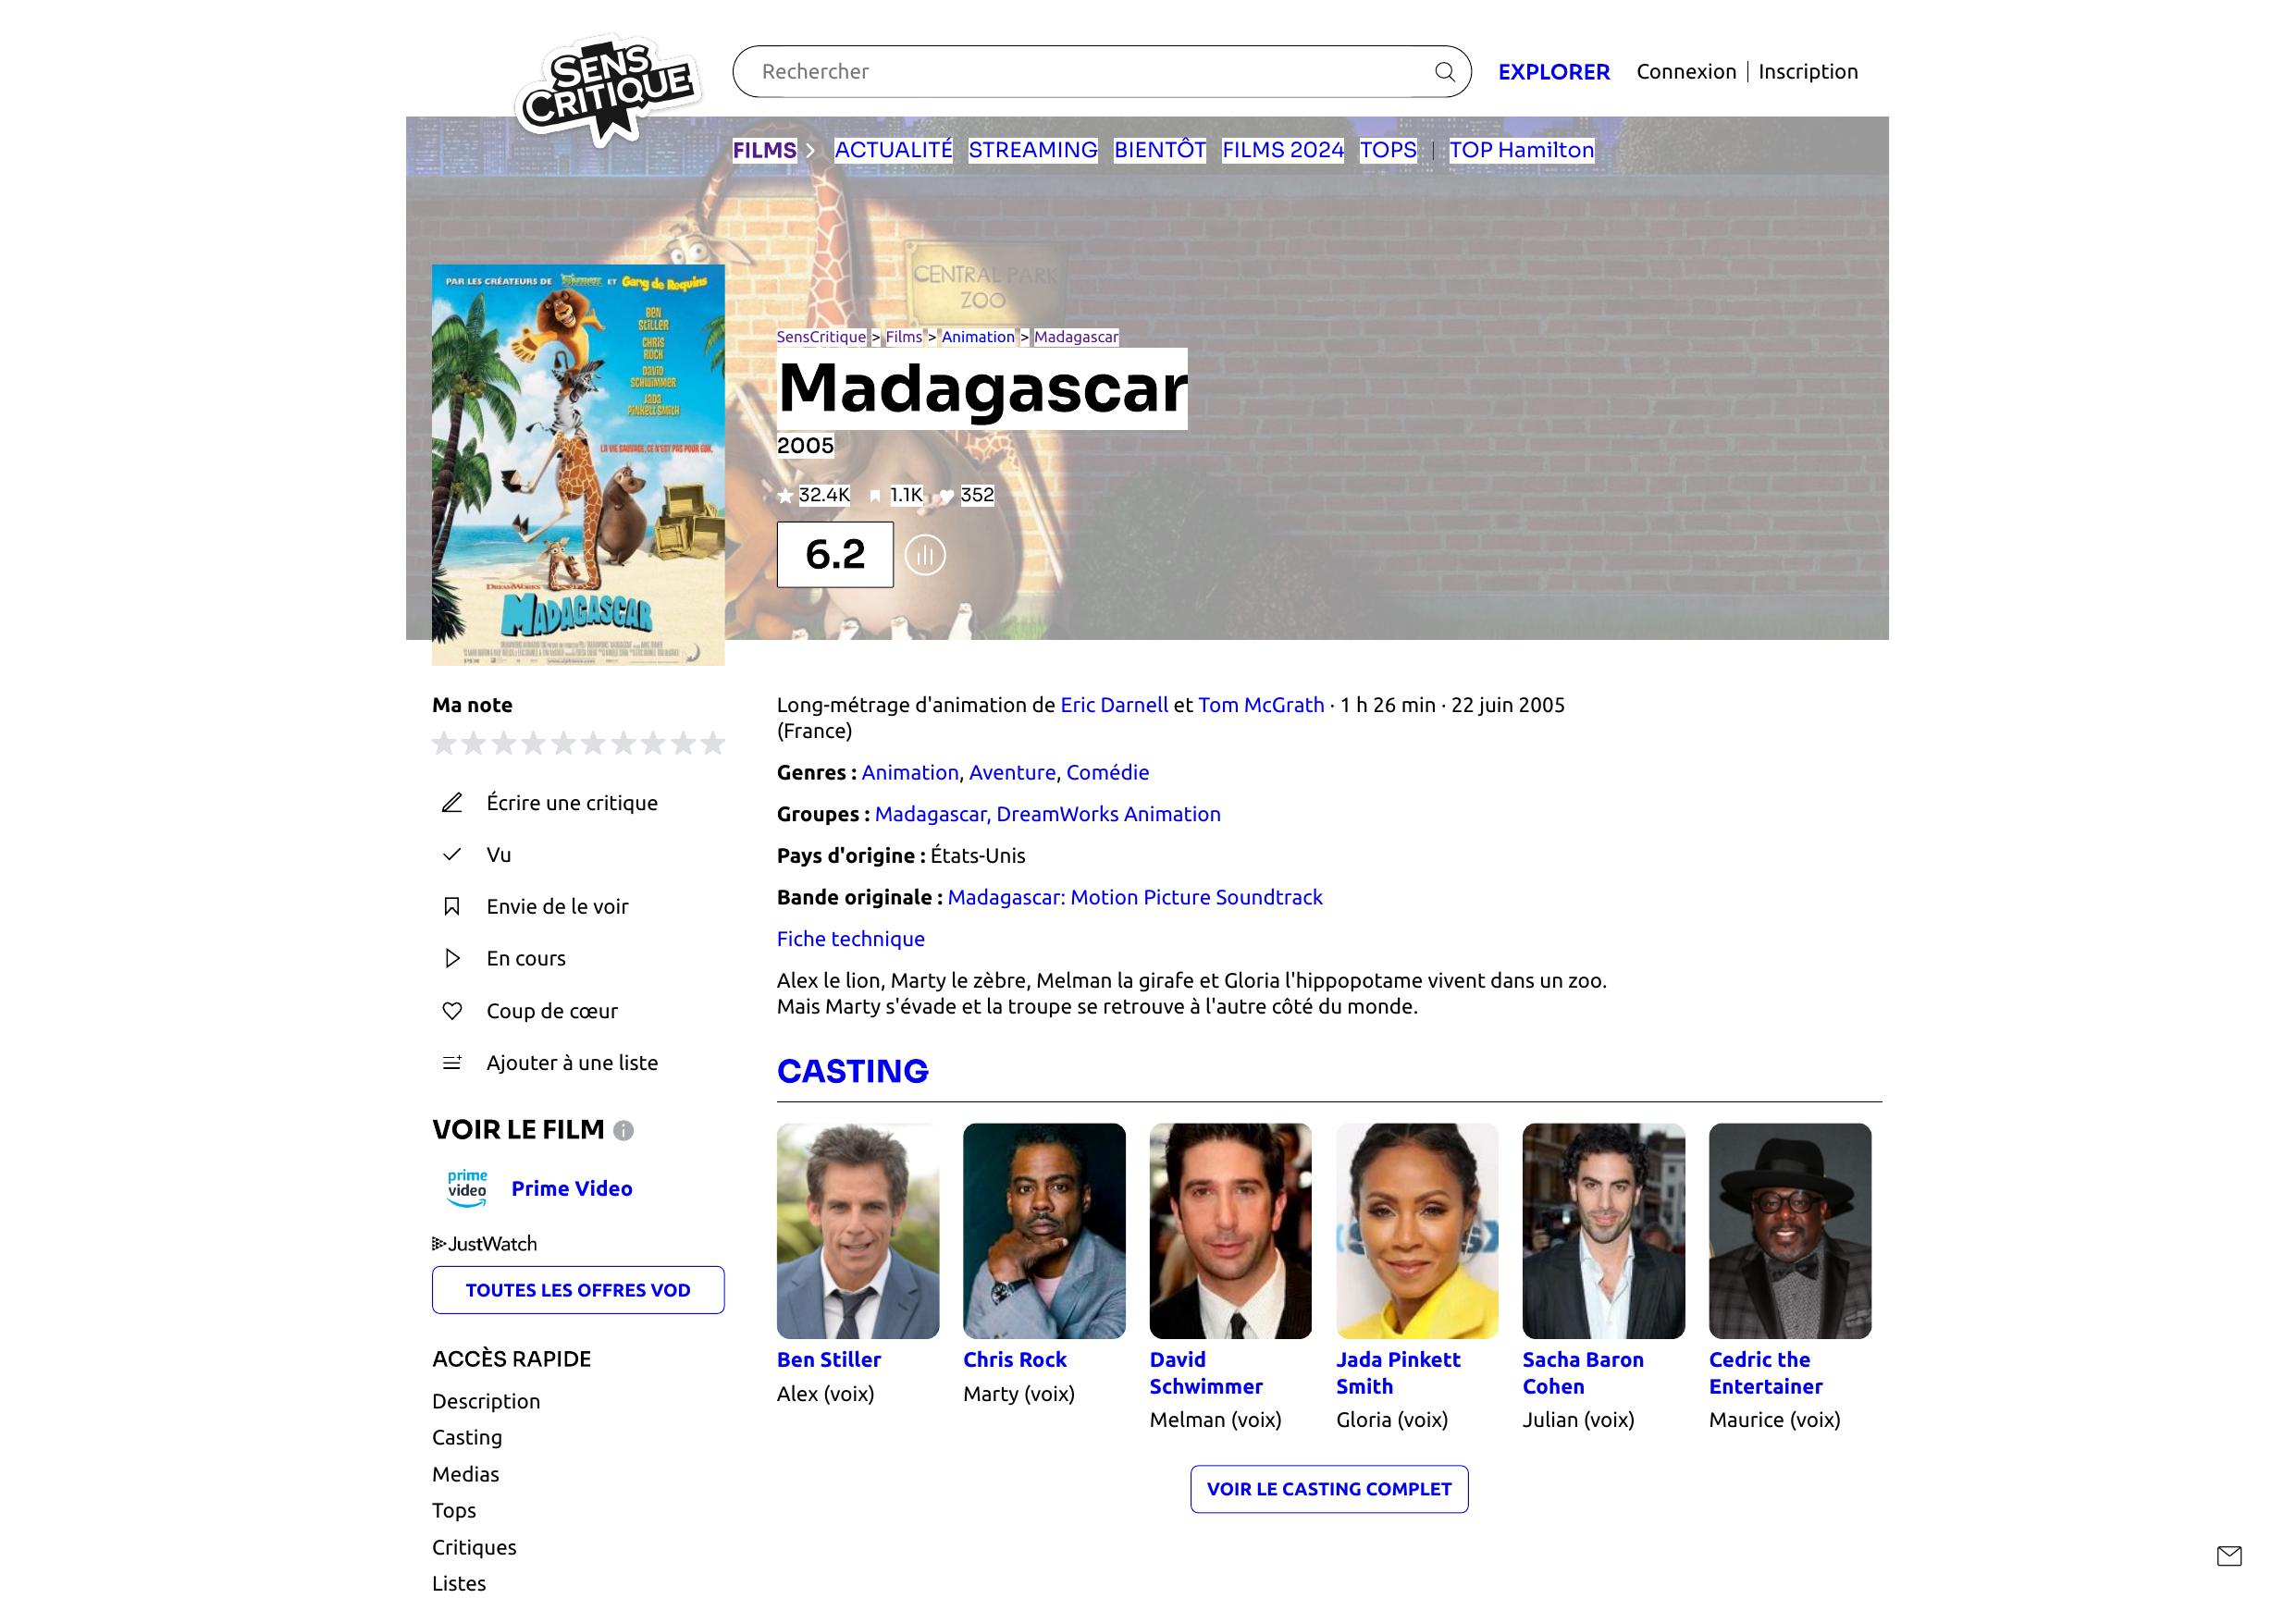 SENS
CRITIQUE
Rechercher
EXPLORER
Connexion | Inscription
FILMS
ACTUALITÉ
STREAMING
BIENTÔT
FILMS 2024
TOPS
TOP Hamilton
CENTRAL PARK
ZOO
PAR LES CRÉATEURS DE
ET Gang de Requins
BEN
STILLER
CHRIS
ROCK
DAVID
SCHWIMMER
JADA
PINKETT SMITH
LA VIE SAUVAGE, CE N'EST PAS POUR EUX.
DREAMWORKS
MADAGASCAR
SensCritique > Films > Animation > Madagascar
Madagascar
2005
32.4K
1.1K
352
6.2
Ma note
Écrire une critique
Vu
Envie de le voir
En cours
Coup de cœur
Ajouter à une liste
VOIR LE FILM
prime
video
Prime Video
JustWatch
TOUTES LES OFFRES VOD
ACCÈS RAPIDE
Description
Casting
Medias
Tops
Critiques
Listes
Long-métrage d'animation de Eric Darnell et Tom McGrath · 1 h 26 min · 22 juin 2005
(France)
Genres : Animation, Aventure, Comédie
Groupes : Madagascar, DreamWorks Animation
Pays d'origine : États-Unis
Bande originale : Madagascar: Motion Picture Soundtrack
Fiche technique
Alex le lion, Marty le zèbre, Melman la girafe et Gloria l'hippopotame vivent dans un zoo.
Mais Marty s'évade et la troupe se retrouve à l'autre côté du monde.
CASTING
Ben Stiller
Alex (voix)
Chris Rock
Marty (voix)
David
Schwimmer
Melman (voix)
Jada Pinkett
Smith
Gloria (voix)
Sacha Baron
Cohen
Julian (voix)
Cedric the
Entertainer
Maurice (voix)
VOIR LE CASTING COMPLET